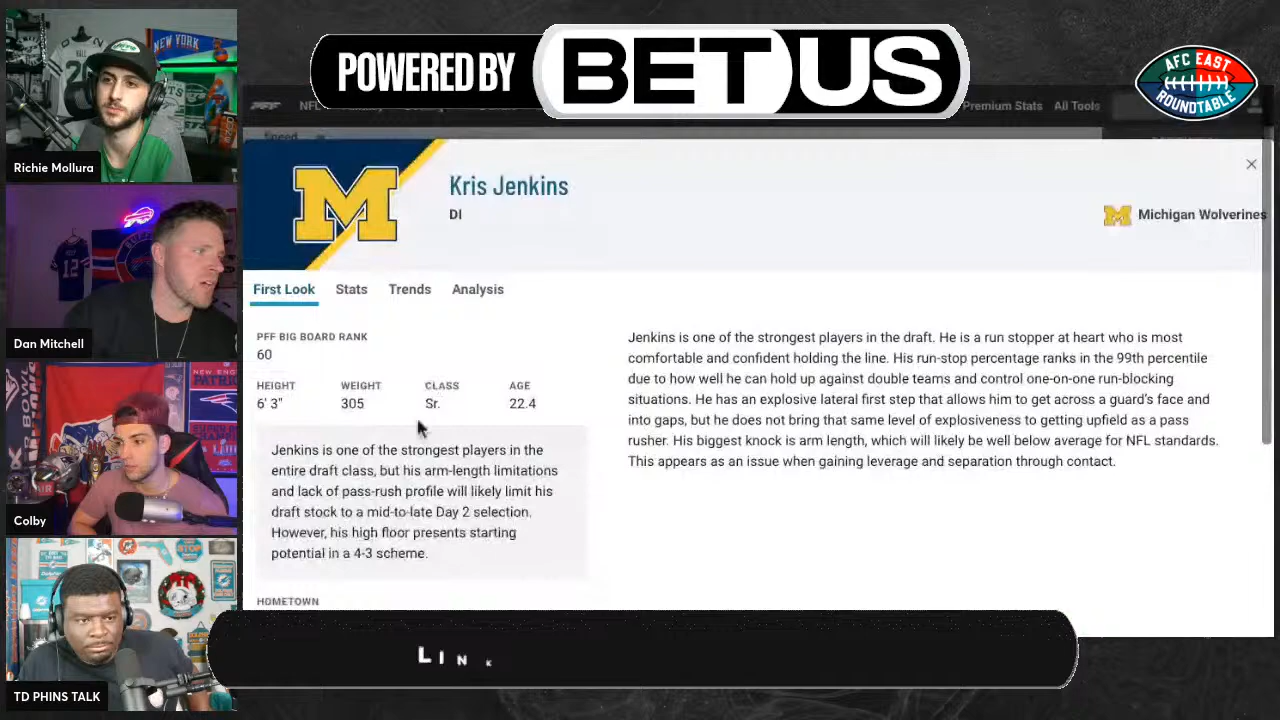 POWERED BY BETUS
AFC EAST
ROUNDTABLE
NEW YORK
Richie Mollura
12
Dan Mitchell
Colby
TD PHINS TALK
PFF NFL
Premium Stats All Tools
Speed
M
Kris Jenkins
DI
Michigan Wolverines
First Look Stats Trends Analysis
PFF BIG BOARD RANK
60
HEIGHT WEIGHT CLASS AGE
6' 3" 305 Sr. 22.4
Jenkins is one of the strongest players in the
entire draft class, but his arm-length limitations
and lack of pass-rush profile will likely limit his
draft stock to a mid-to-late Day 2 selection.
However, his high floor presents starting
potential in a 4-3 scheme.
HOMETOWN
Jenkins is one of the strongest players in the draft. He is a run stopper at heart who is most
comfortable and confident holding the line. His run-stop percentage ranks in the 99th percentile
due to how well he can hold up against double teams and control one-on-one run-blocking
situations. He has an explosive lateral first step that allows him to get across a guard's face and
into gaps, but he does not bring that same level of explosiveness to getting upfield as a pass
rusher. His biggest knock is arm length, which will likely be well below average for NFL standards.
This appears as an issue when gaining leverage and separation through contact.
LINK